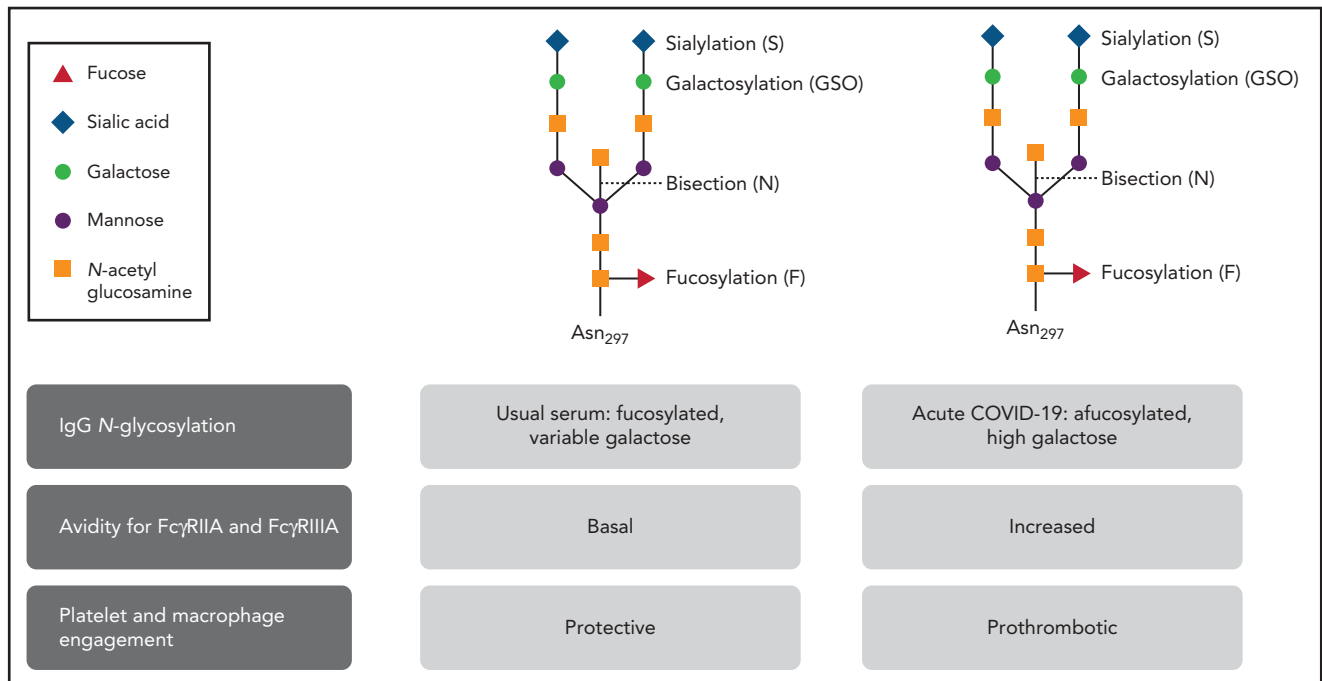 Fucose
Sialic acid
Galactose
Mannose
N-acetyl
glucosamine
Sialylation (S)
Galactosylation (GSO)
Bisection (N)
Fucosylation (F)
Asn297
Sialylation (S)
Galactosylation (GSO)
Bisection (N)
Fucosylation (F)
Asn297
IgG N-glycosylation
Usual serum: fucosylated,
variable galactose
Acute COVID-19: afucosylated,
high galactose
Avidity for FcγRIIA and FcγRIIIA
Basal
Increased
Platelet and macrophage
engagement
Protective
Prothrombotic